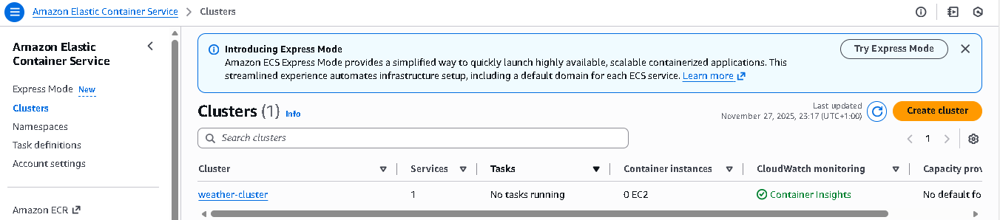 Amazon Elastic Container Service > Clusters
Amazon Elastic
Container Service
Express Mode New
Clusters
Namespaces
Task definitions
Account settings
Amazon ECR
Introducing Express Mode
Amazon ECS Express Mode provides a simplified way to quickly launch highly available, scalable containerized applications. This
streamlined experience automates infrastructure setup, including a default domain for each ECS service. Learn more
Try Express Mode
Clusters (1) Info
Last updated
November 27, 2025, 23:17 (UTC+1:00)
Create cluster
Search clusters
1
Cluster Services Tasks Container instances CloudWatch monitoring Capacity prov
weather-cluster 1 No tasks running 0 EC2 Container Insights No default fo